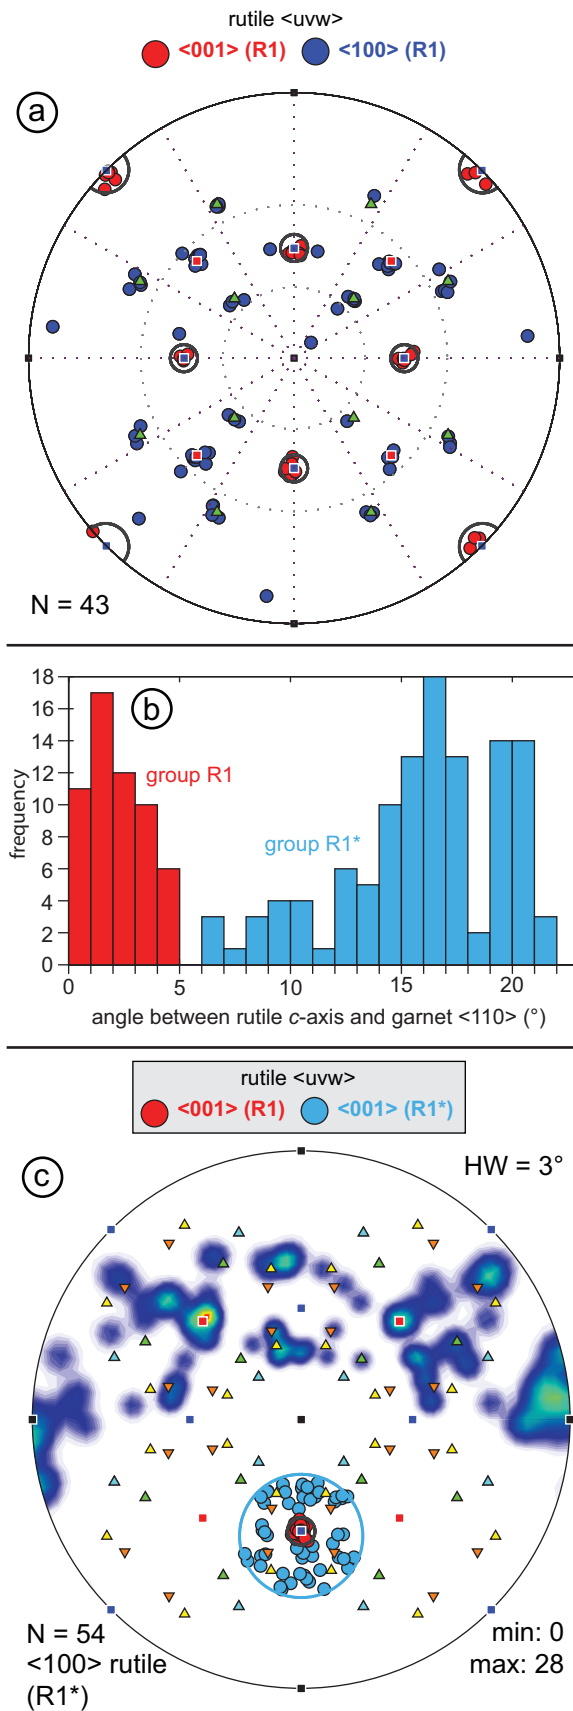 rutile <uvw>
<001> (R1) <100> (R1)
a
N = 43
18
16
14
12
10
8
6
4
2
0
frequency
b
group R1
group R1*
0 5 10 15 20
angle between rutile c-axis and garnet <110> (°)
rutile <uvw>
<001> (R1) <001> (R1*)
c
HW = 3°
N = 54
<100> rutile
(R1*)
min: 0
max: 28